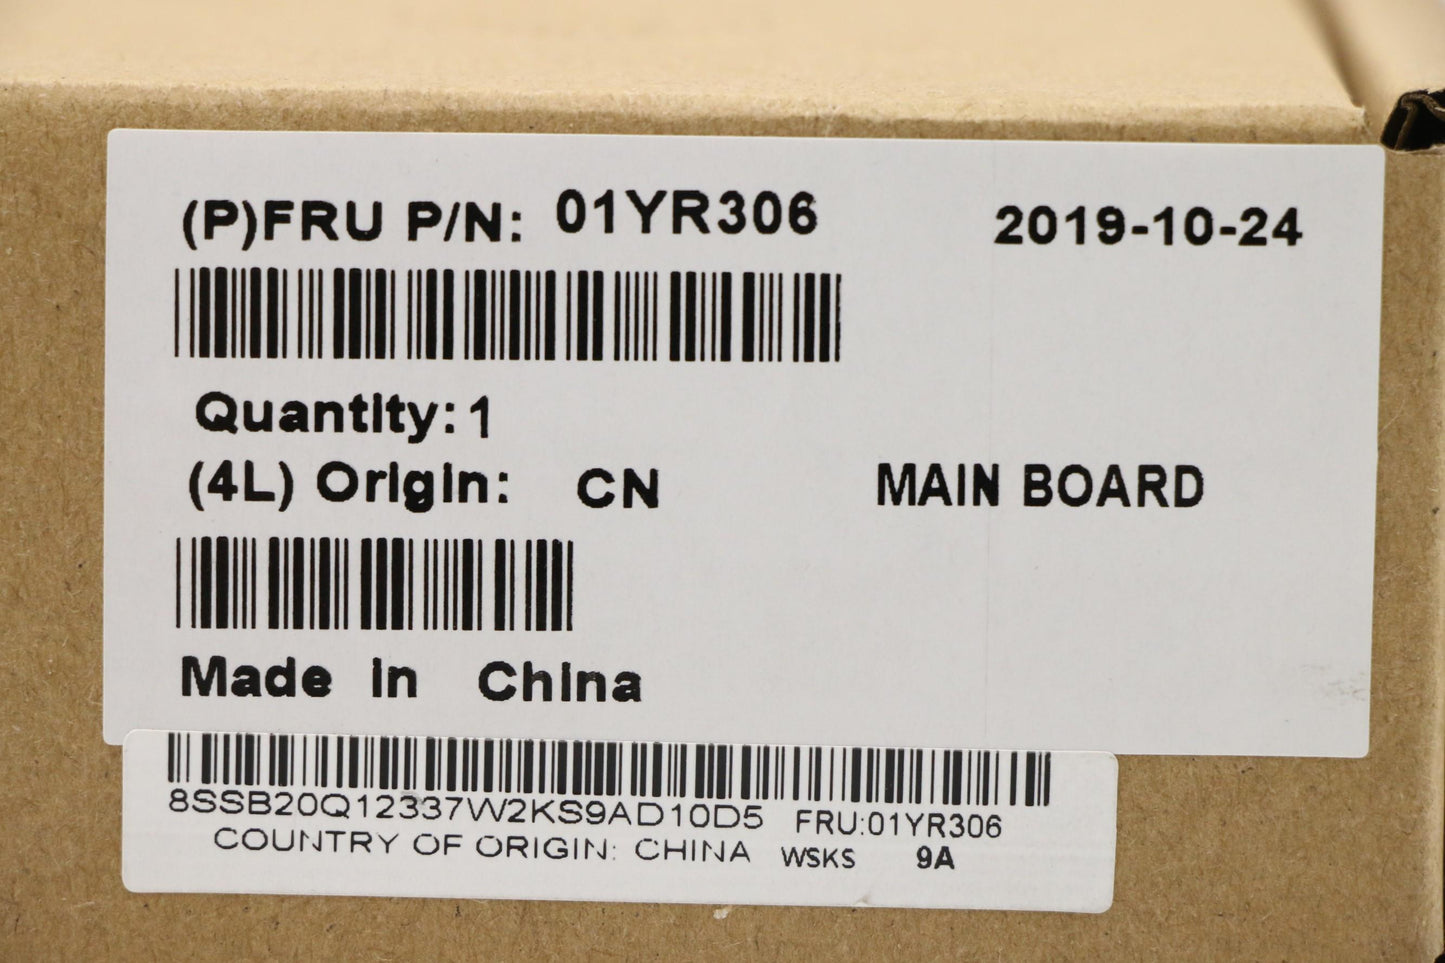 (P)FRU P/N: 01YR306 2019-10-24
Quantity: 1
(4L) Origin: CN MAIN BOARD
Made in China
8SSB20Q12337W2KS9AD10D5 FRU:01YR306
COUNTRY OF ORIGIN: CHINA WSKS 9A